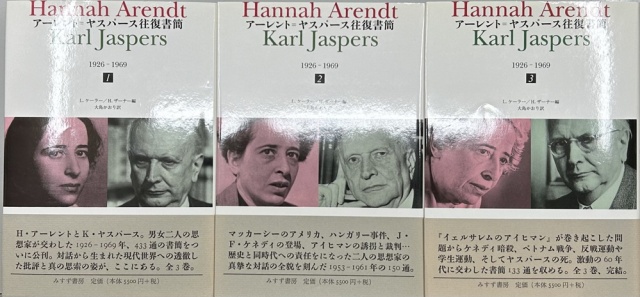 Hannah Arendt
アーレント=ヤスパース往復書簡
Karl Jaspers
1926-1969
1
L. ケーラー/H. ザーナー編
大島かおり訳
H・アーレントとK・ヤスパース。男女二人の思
想家が交わした1926-1969年、433通の書簡をつ
いに公刊。対話から生まれた現代世界への透徹し
た批評と真の思索の姿が、ここにある。全3巻。
みすず書房 定価(本体5500円+税)
Hannah Arendt
アーレント=ヤスパース往復書簡
Karl Jaspers
1926-1969
2
マッカーシーのアメリカ、ハンガリー事件、J・
F・ケネディの登場、アイヒマンの誘拐と裁判…
歴史と同時代への責任をになった二人の思想家の
真摯な対話の全貌を刻んだ1953-1961年の150通。
みすず書房 定価(本体5500円+税)
Hannah Arendt
アーレント=ヤスパース往復書簡
Karl Jaspers
1926-1969
3
L. ケーラー/H. ザーナー編
大島かおり訳
『イェルサレムのアイヒマン』が巻き起こした問
題からケネディ暗殺、ベトナム戦争、反戦運動や
学生運動、そしてヤスパースの死。激動の60年
代に交わした書簡133通を収める。全3巻、完結。
みすず書房 定価(本体5500円+税)